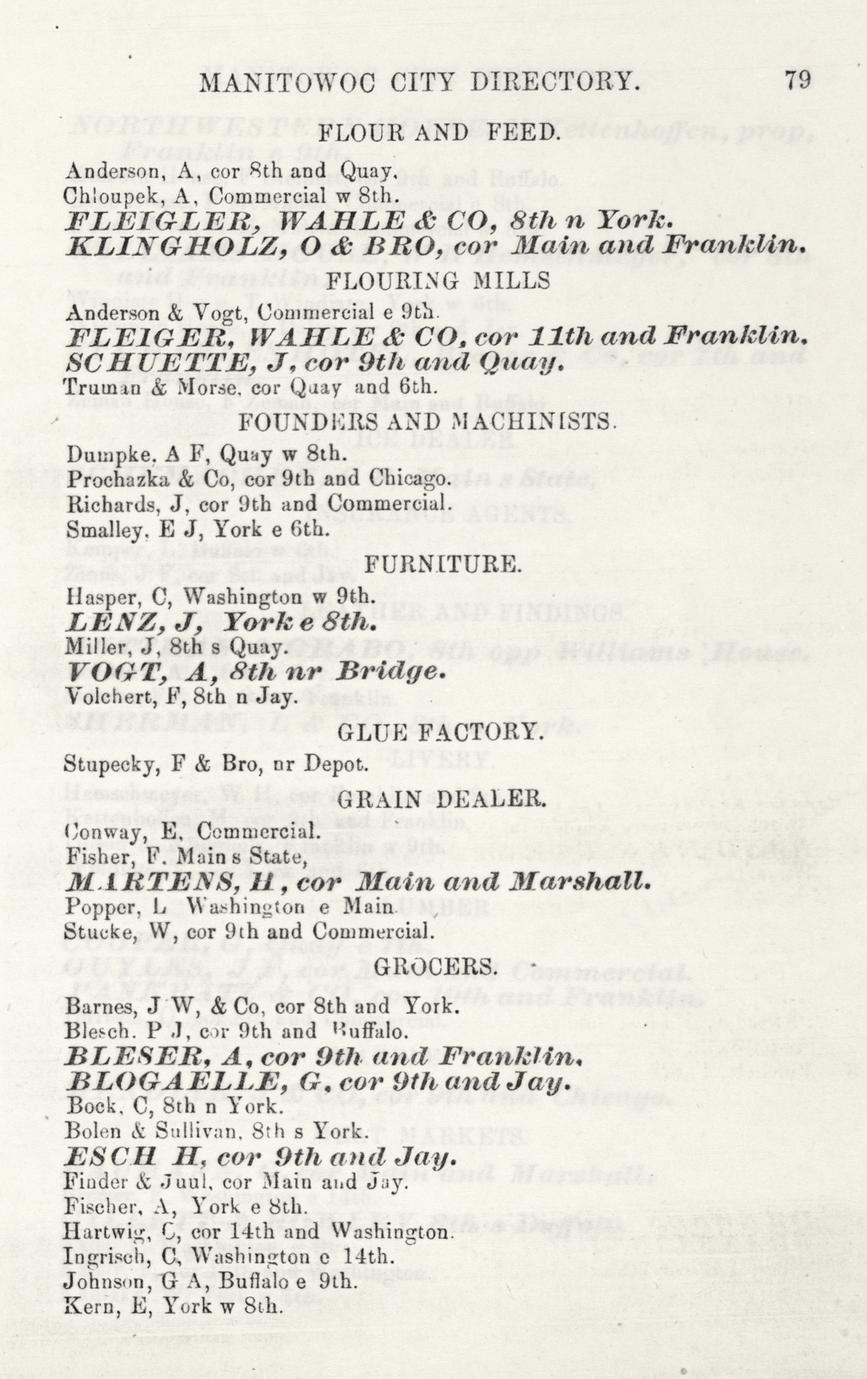 MANITOWOC CITY DIRECTORY. 79
FLOUR AND FEED.
Anderson, A, cor 8th and Quay.
Chloupek, A, Commercial w 8th.
FLEIGLER, WAHLE & CO, 8th n York.
KLINGHOLZ, O & BRO, cor Main and Franklin.
FLOURING MILLS
Anderson & Vogt, Commercial e 9th.
FLEIGER, WAHLE & CO, cor 11th and Franklin.
SCHUETTE, J, cor 9th and Quay.
Truman & Morse, cor Quay and 6th.
FOUNDERS AND MACHINISTS.
Dumpke, A F, Quay w 8th.
Prochazka & Co, cor 9th and Chicago.
Richards, J, cor 9th and Commercial.
Smalley, E J, York e 6th.
FURNITURE.
Hasper, C, Washington w 9th.
LENZ, J, York e 8th.
Miller, J, 8th s Quay.
VOGT, A, 8th nr Bridge.
Volchert, F, 8th n Jay.
GLUE FACTORY.
Stupecky, F & Bro, nr Depot.
GRAIN DEALER.
Conway, E, Commercial.
Fisher, F. Main s State,
MARTENS, H, cor Main and Marshall.
Popper, L Washington e Main
Stucke, W, cor 9th and Commercial.
GROCERS.
Barnes, J W, & Co, cor 8th and York.
Blesch. P J, cor 9th and Buffalo.
BLESER, A, cor 9th and Franklin.
BLOGAELLE, G, cor 9th and Jay.
Bock, C, 8th n York.
Bolen & Sullivan, 8th s York.
ESCH H, cor 9th and Jay.
Finder & Juul, cor Main and Jay.
Fischer, A, York e 8th.
Hartwig, C, cor 14th and Washington.
Ingrisch, C, Washington e 14th.
Johnson, G A, Buffalo e 9th.
Kern, E, York w 8th.